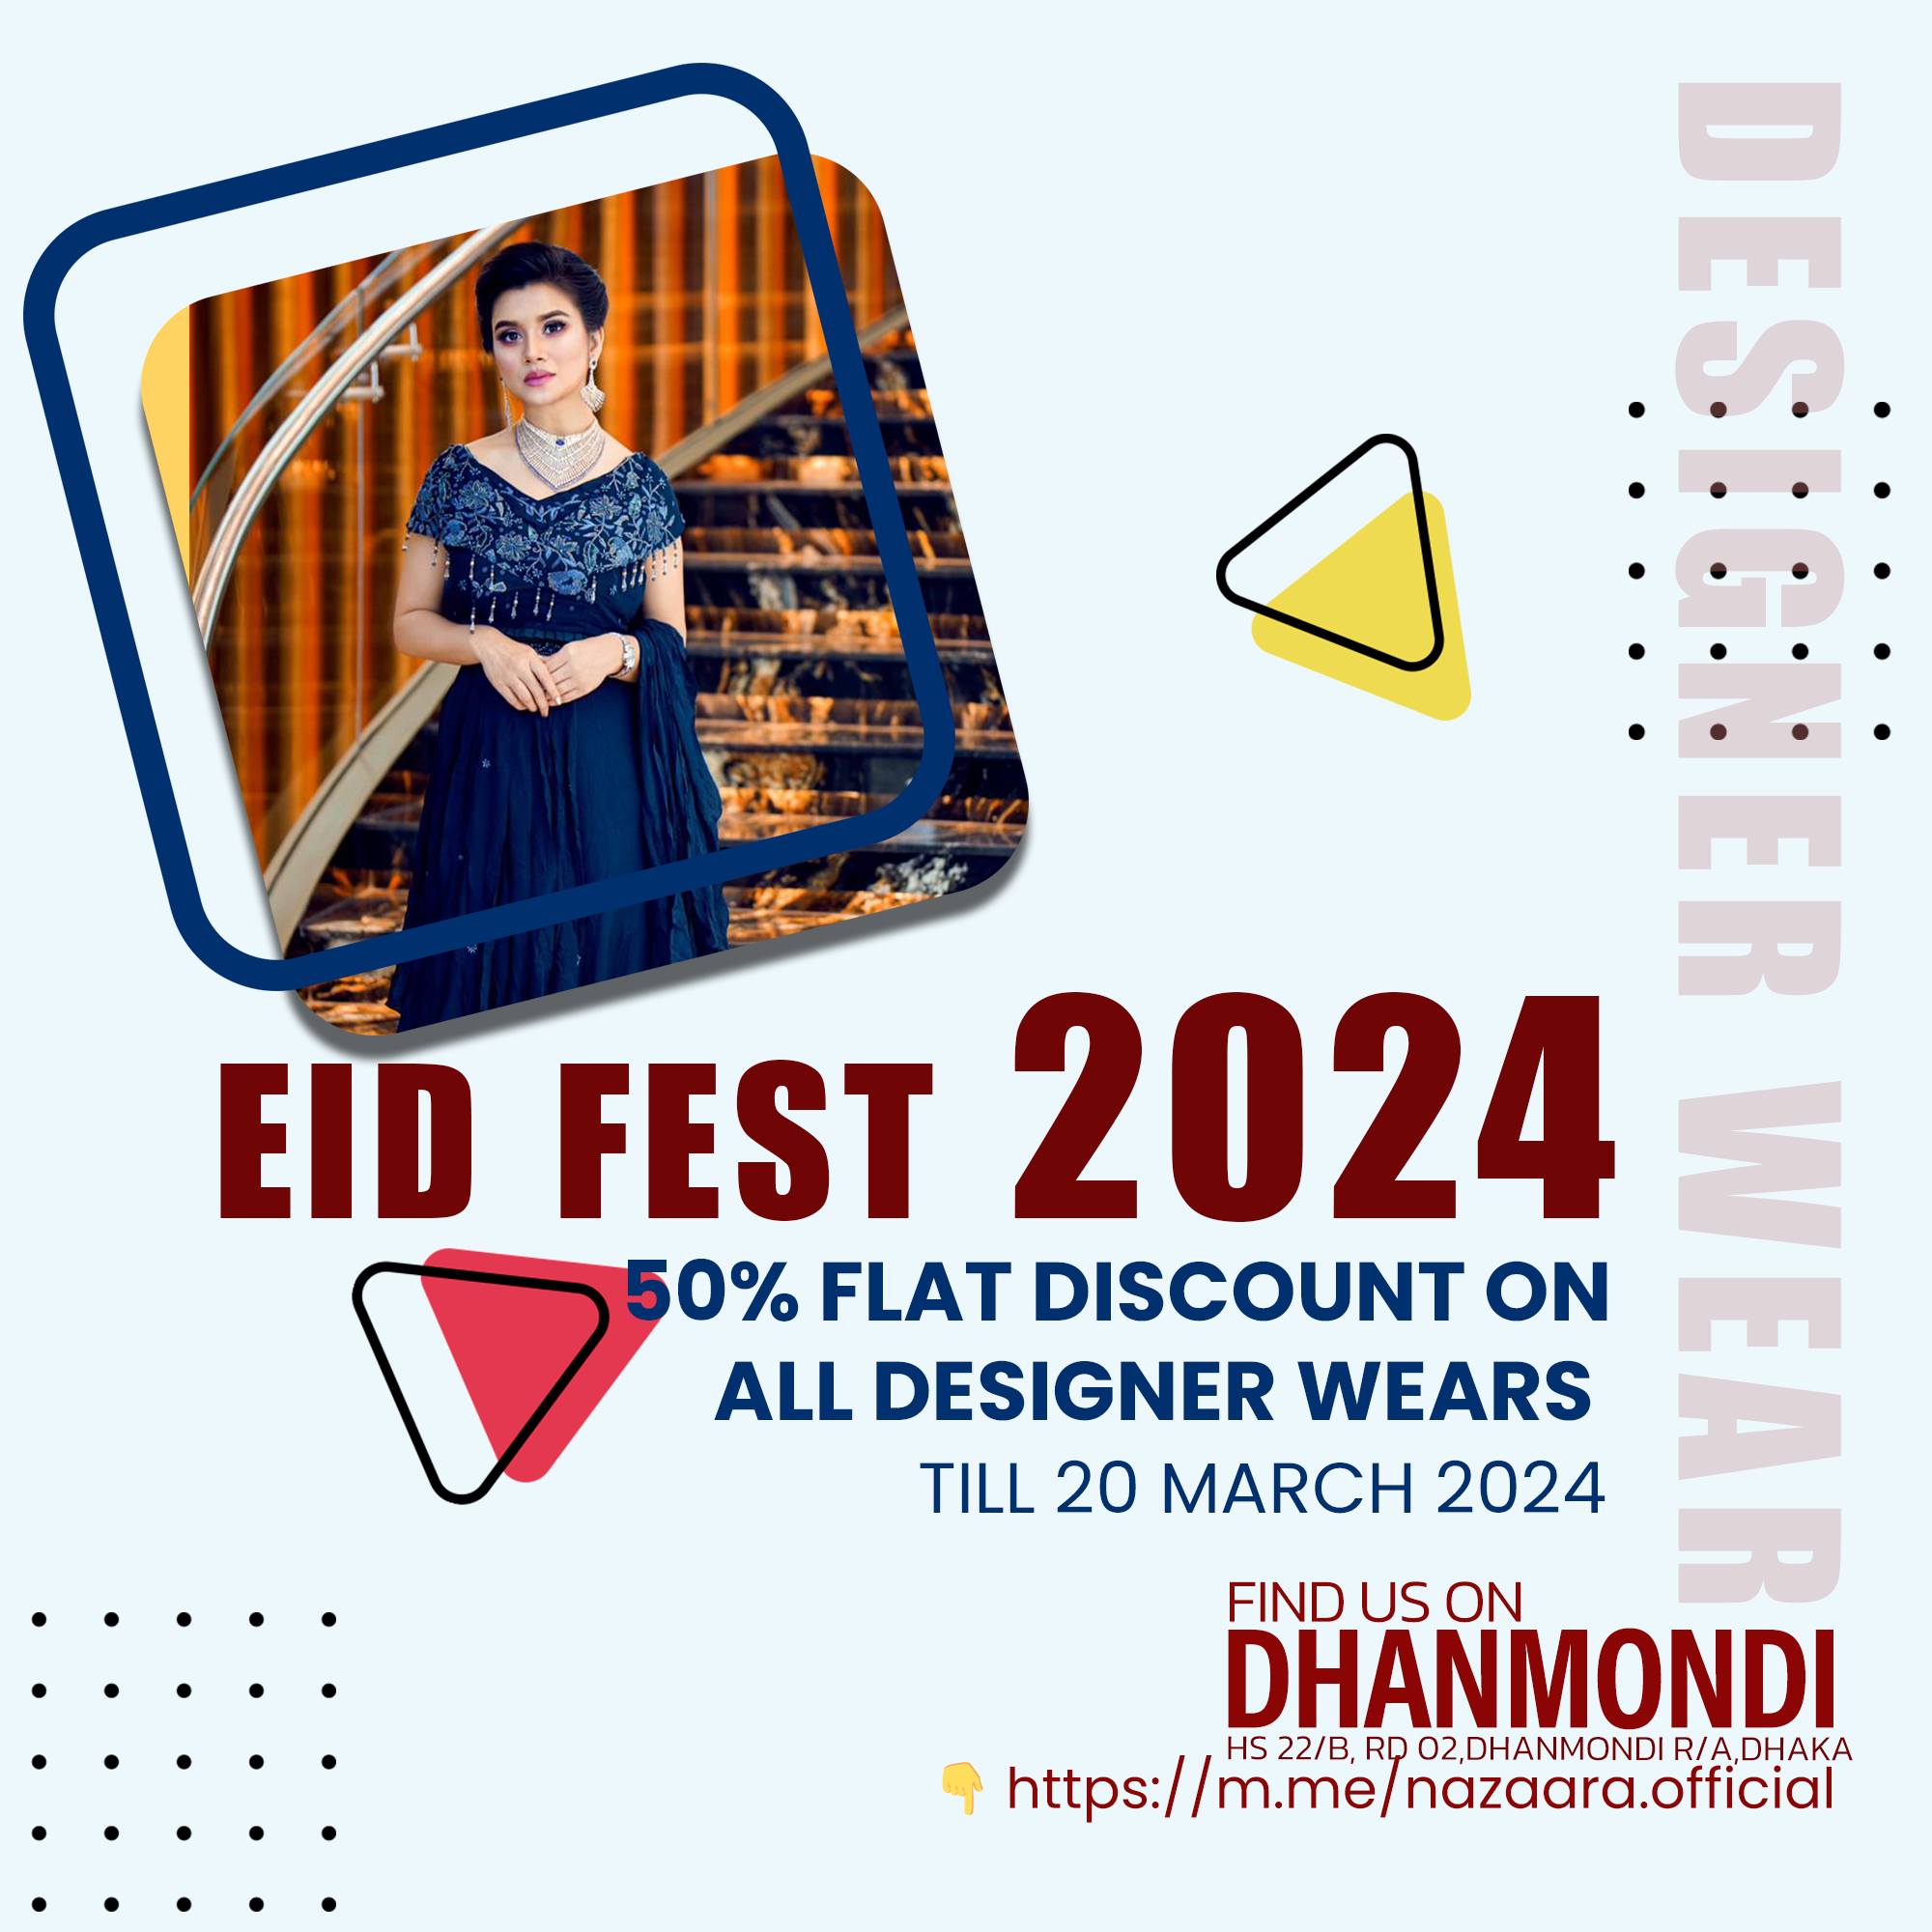 DESIGNER WEAR
EID FEST 2024
50% FLAT DISCOUNT ON
ALL DESIGNER WEARS
TILL 20 MARCH 2024
FIND US ON
DHANMONDI
HS 22/B, RD 02,DHANMONDI R/A,DHAKA
👇 https://m.me/nazaara.official